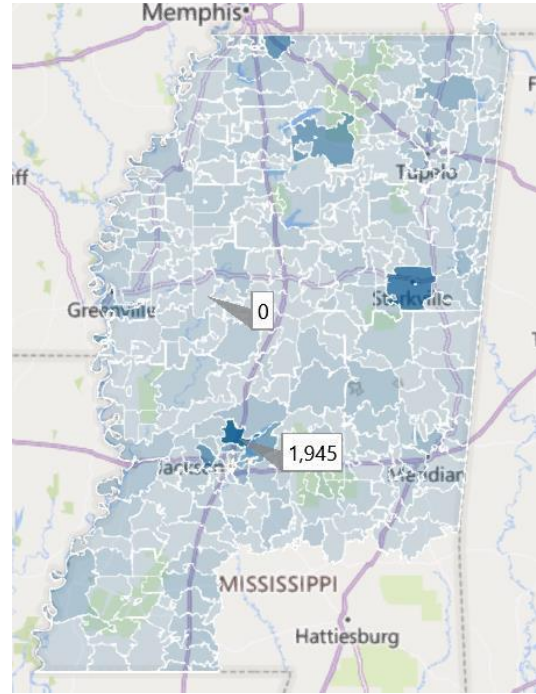 Memphis
Tupelo
Starkville
Greenville
0
1,945
Jackson
Meridian
MISSISSIPPI
Hattiesburg